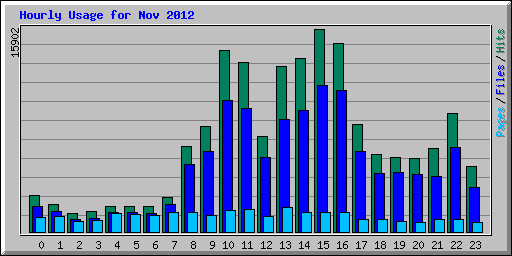 Hourly Usage for Nov 2012
15902
Pages / Files / Hits
0 1 2 3 4 5 6 7 8 9 10 11 12 13 14 15 16 17 18 19 20 21 22 23